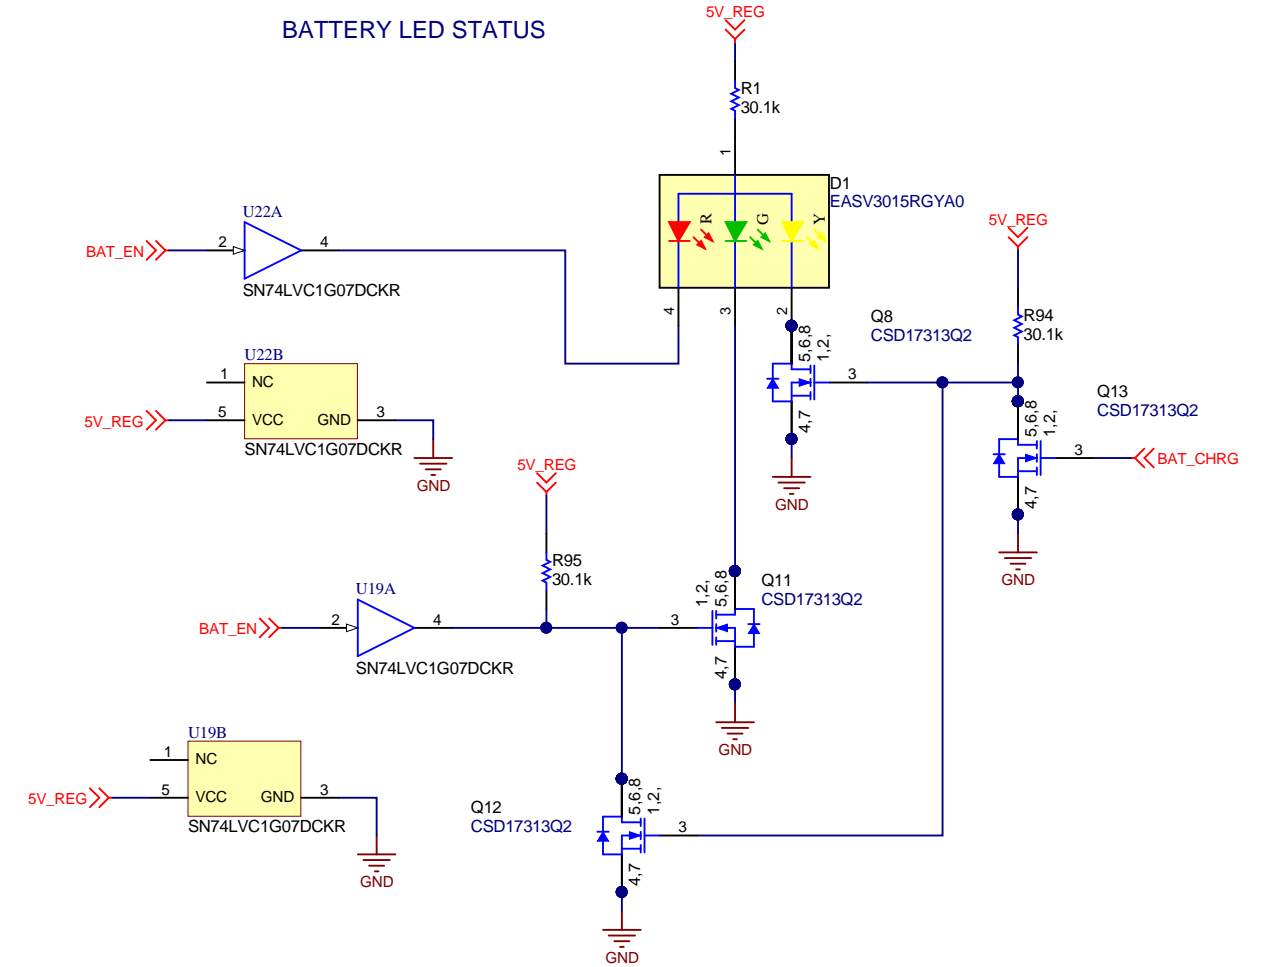 BATTERY LED STATUS
5V_REG
R1
30.1k
1
D1
EASV3015RGYA0
R
G
Y
4
3
2
U22A
BAT_EN
2
4
SN74LVC1G07DCKR
5V_REG
R94
30.1k
Q8
CSD17313Q2
5,6,8
1,2,
3
4,7
GND
U22B
1
NC
5V_REG
5
VCC
GND
3
SN74LVC1G07DCKR
GND
Q13
CSD17313Q2
5,6,8
1,2,
3
BAT_CHRG
4,7
GND
5V_REG
R95
30.1k
U19A
BAT_EN
2
4
SN74LVC1G07DCKR
Q11
CSD17313Q2
1,2,
5,6,8
3
4,7
GND
U19B
1
NC
5V_REG
5
VCC
GND
3
SN74LVC1G07DCKR
GND
Q12
CSD17313Q2
5,6,8
1,2,
3
4,7
GND